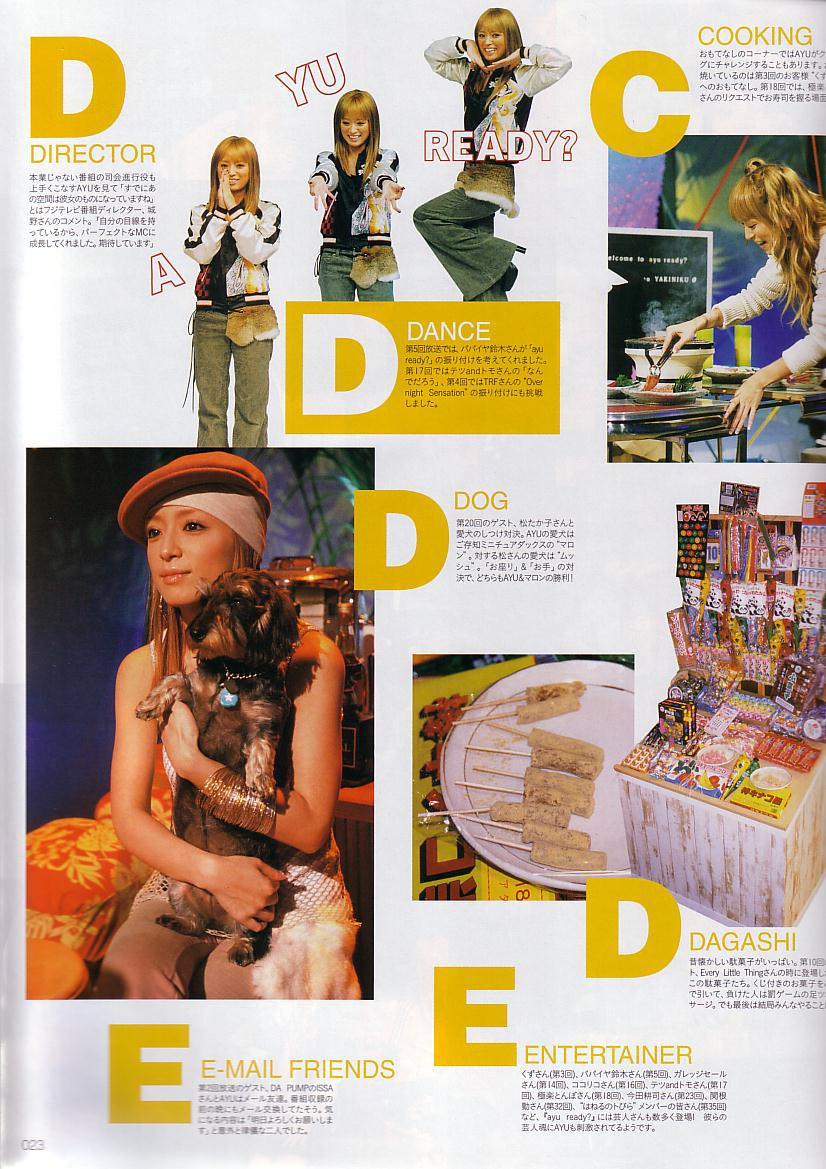 D
DIRECTOR
本業じゃない番組の司会進行役も
上手くこなすAYUを見て「すでにあ
の空間は彼女のものになっていますね」
とはフジテレビ番組ディレクター、城
野さんのコメント。「自分の目線を持
っているから、パーフェクトなMCに
成長してくれました。期待しています」
A
YU
READY?
C
COOKING
おもてなしのコーナーではAYUがク
グにチャレンジすることもあります。
焼いているのは第3回のお客様“くず
へのおもてなし。第18回では、極楽
さんのリクエストでお寿司を握る場面
elcome to ayu ready?
YAKINIKU
D
DANCE
第5回放送では、パパイヤ鈴木さんが「ayu
ready?」の振り付けを考えてくれました。
第17回ではテツandトモさんの「なん
でだろう」、第4回ではTRFさんの“Over
night Sensation”の振り付けにも挑戦
しました。
D
DOG
第20回のゲスト、松たか子さんと
愛犬のしつけ対決。AYUの愛犬は
ご存知ミニチュアダックスの“マロ
ン”。対する松さんの愛犬は“ムッ
シュ”。「お座り」&「お手」の対
決で、どちらもAYU&マロンの勝利！
D
DAGASHI
昔懐かしい駄菓子がいっぱい。第10回
ト、Every Little Thingさんの時に登場し
この駄菓子たち。くじ付きのお菓子を
で引いて、負けた人は罰ゲームの足ツ
サージ。でも最後は結局みんなやること
E
ENTERTAINER
くずさん(第3回)、パパイヤ鈴木さん(第5回)、ガレッジセール
さん(第14回)、ココリコさん(第16回)、テツandトモさん(第17
回)、極楽とんぼさん(第18回)、今田耕司さん(第23回)、関根
勤さん(第32回)、“はねるのトびら”メンバーの皆さん(第35回)
など、『ayu ready?』には芸人さんも数多く登場！ 彼らの
芸人魂にAYUも刺激されてるようです。
E
E-MAIL FRIENDS
第2回放送のゲスト、DA PUMPのISSA
さんとAYUはメール友達。番組収録の
前の晩にもメール交換してたそう。気
になる内容は「明日よろしくお願いしま
す」と意外と律儀な二人でした。
023